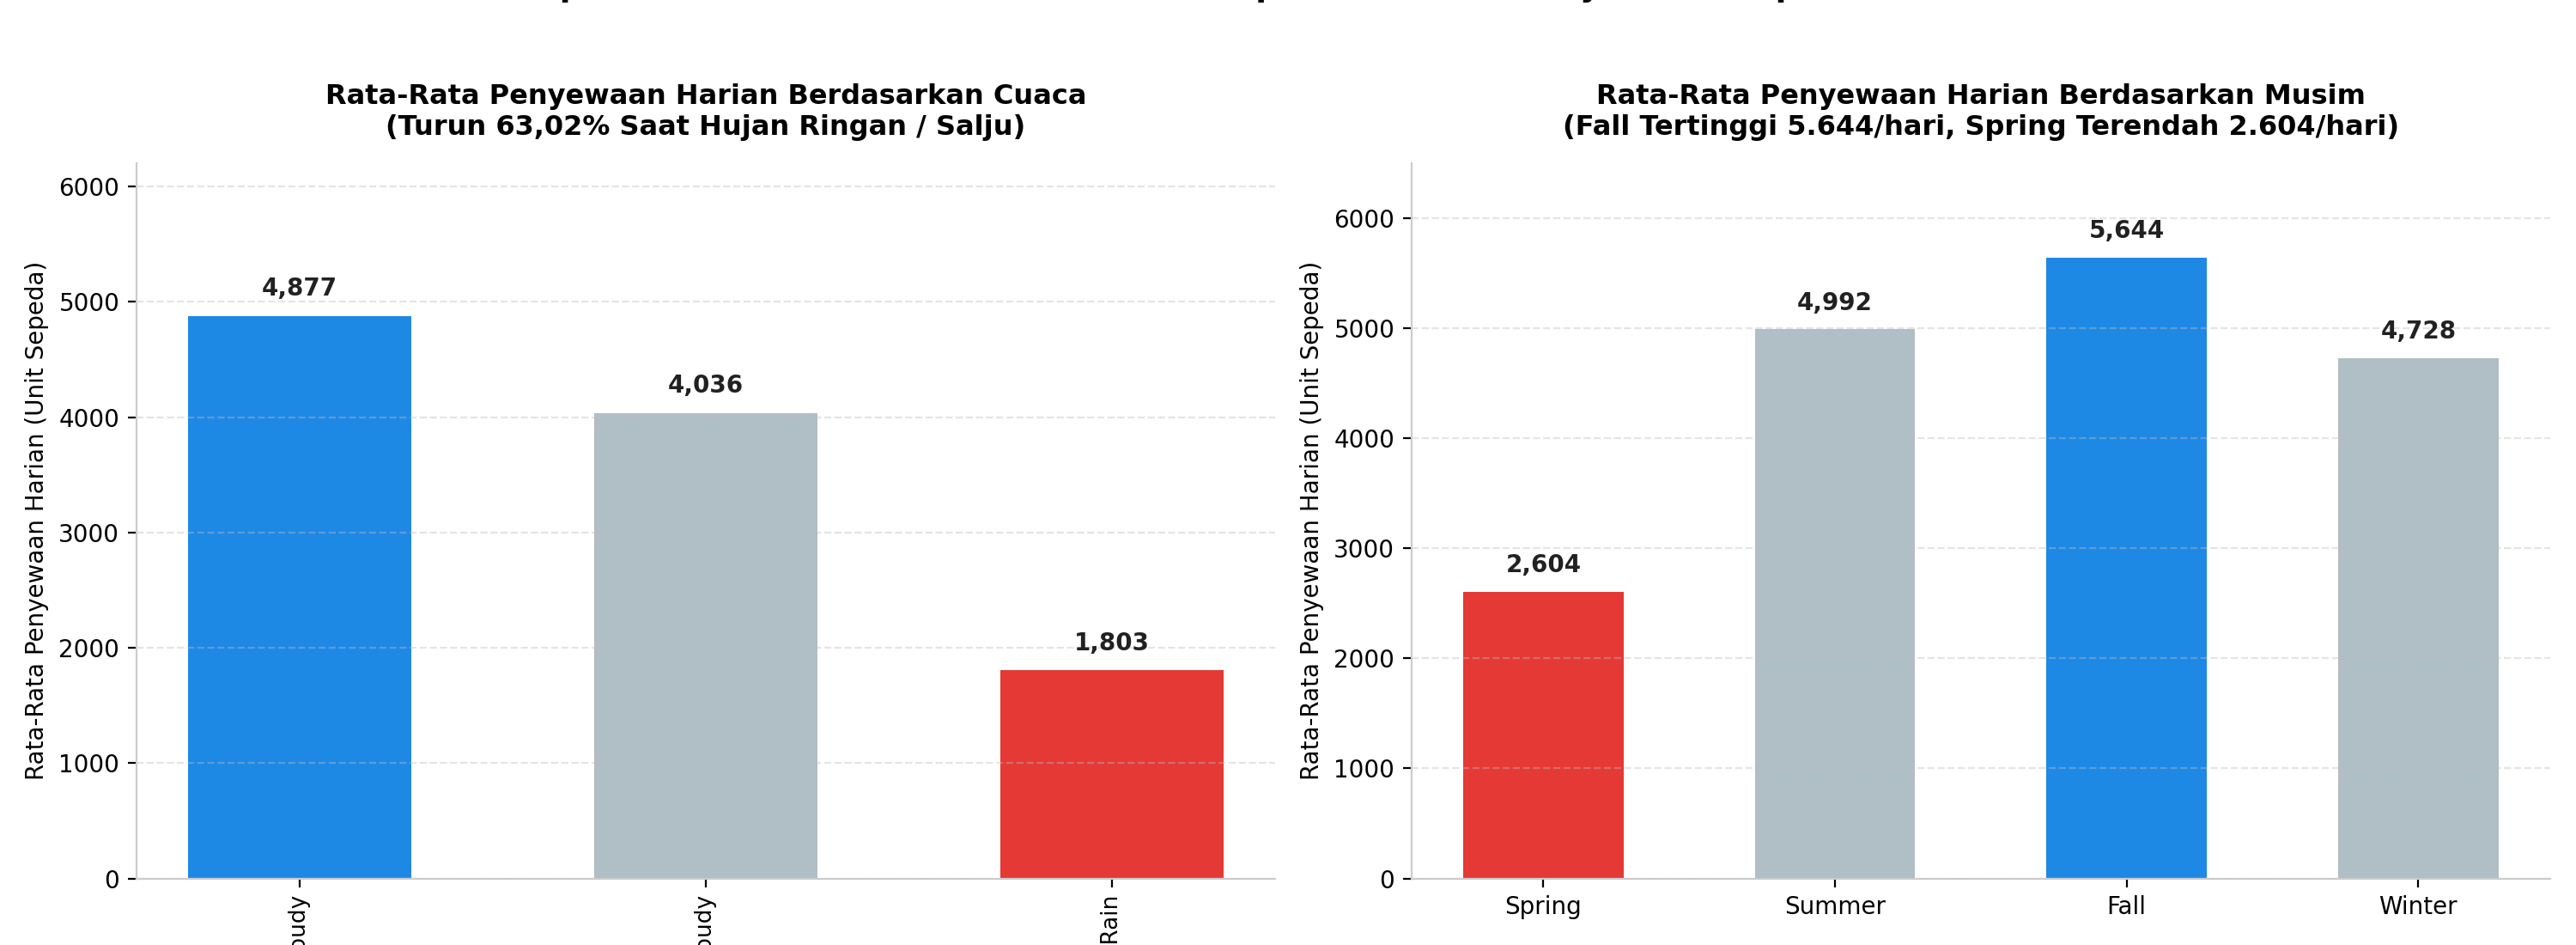 Rata-Rata Penyewaan Harian Berdasarkan Cuaca
(Turun 63,02% Saat Hujan Ringan / Salju)
Rata-Rata Penyewaan Harian (Unit Sepeda)
6000
5000
4000
3000
2000
1000
0
4,877
4,036
1,803
Rain
Rata-Rata Penyewaan Harian Berdasarkan Musim
(Fall Tertinggi 5.644/hari, Spring Terendah 2.604/hari)
Rata-Rata Penyewaan Harian (Unit Sepeda)
6000
5000
4000
3000
2000
1000
0
2,604
4,992
5,644
4,728
Spring
Summer
Fall
Winter